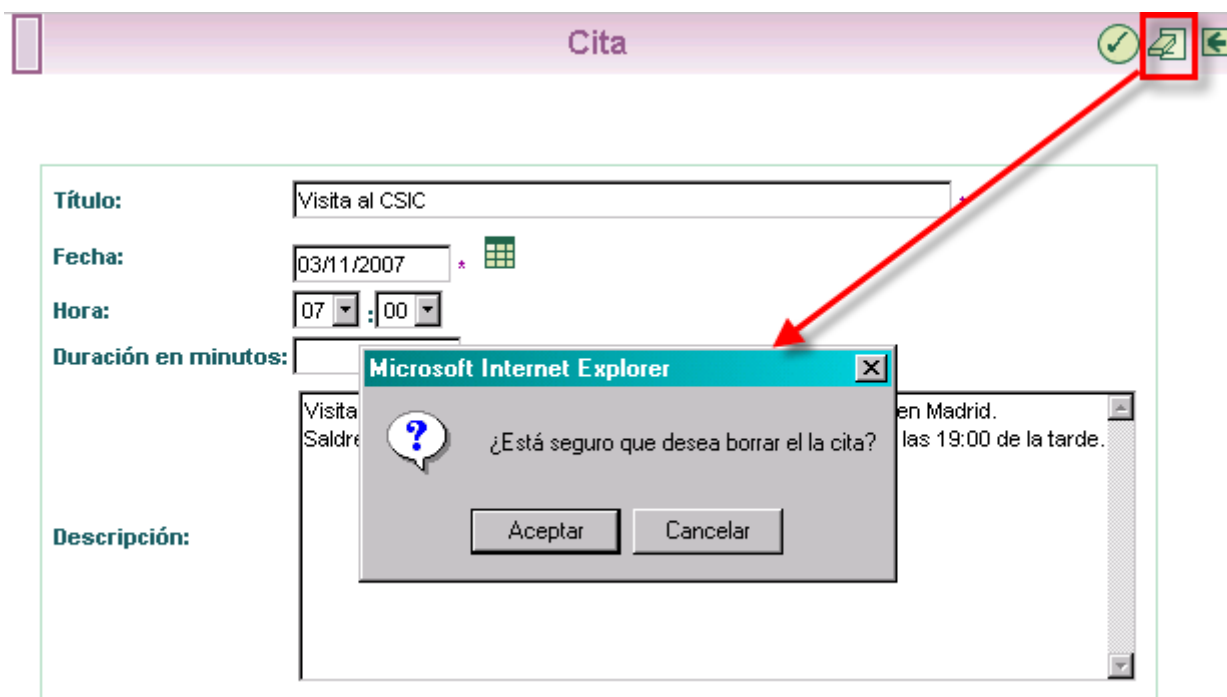 Cita
Título: Visita al CSIC *
Fecha: 03/11/2007 *
Hora: 07 : 00
Duración en minutos:
Microsoft Internet Explorer
Visita en Madrid.
¿Está seguro que desea borrar el la cita?
las 19:00 de la tarde.
Descripción:
Aceptar Cancelar